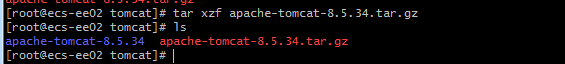 [root@ecs-ee02 tomcat]# tar xzf apache-tomcat-8.5.34.tar.gz
[root@ecs-ee02 tomcat]# ls
apache-tomcat-8.5.34  apache-tomcat-8.5.34.tar.gz
[root@ecs-ee02 tomcat]#